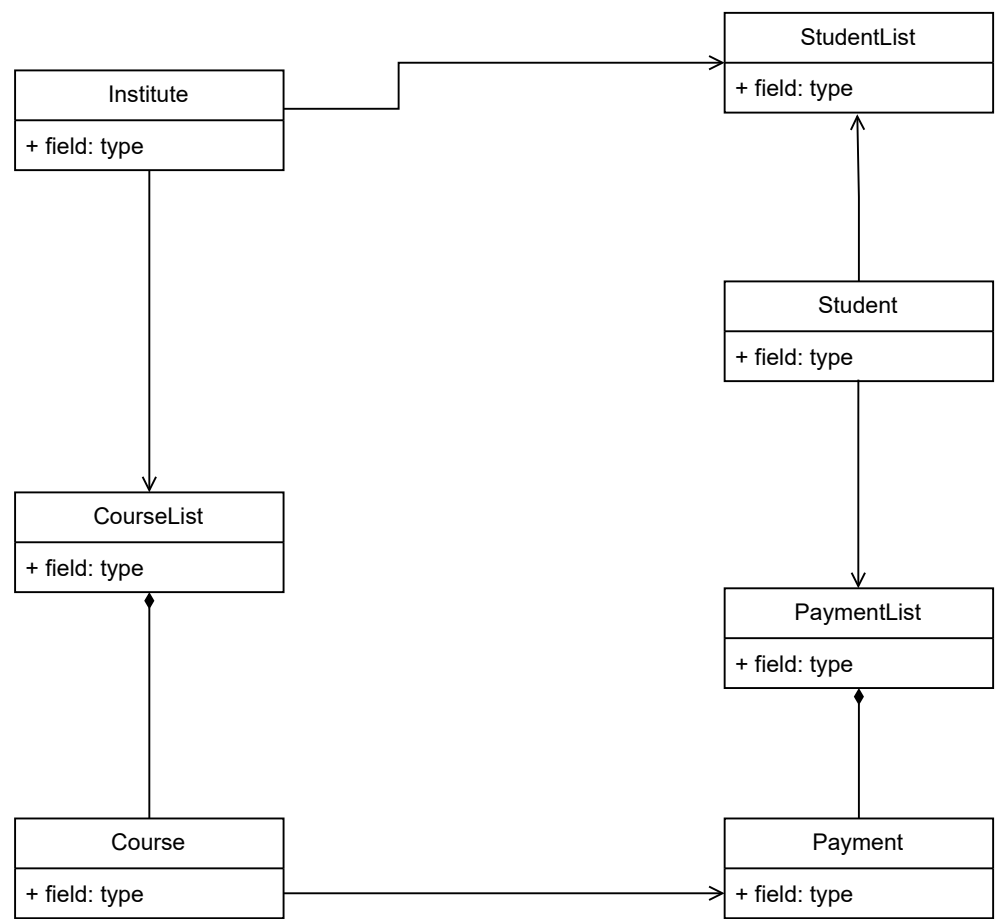 StudentList
+ field: type
Institute
+ field: type
Student
+ field: type
CourseList
+ field: type
PaymentList
+ field: type
Course
+ field: type
Payment
+ field: type